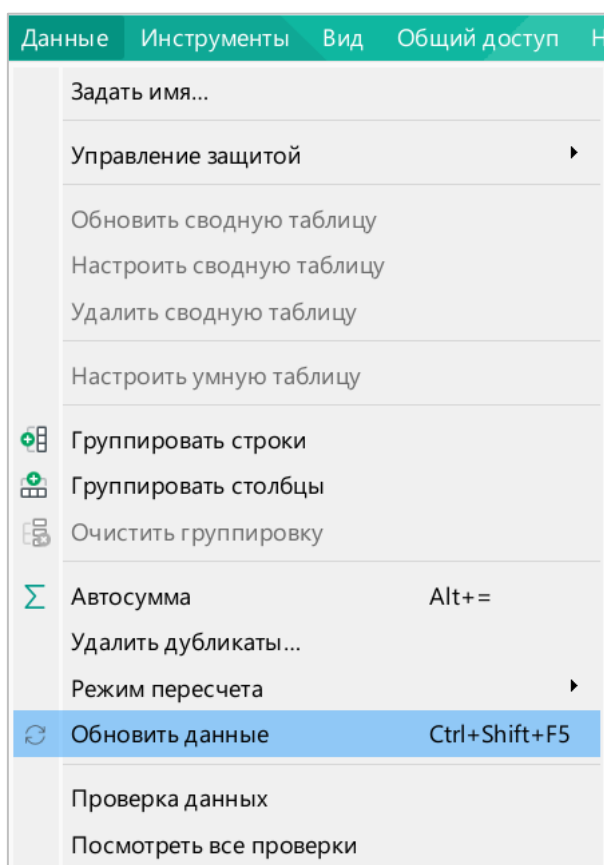 Данные Инструменты Вид Общий доступ
Задать имя...
Управление защитой
Обновить сводную таблицу
Настроить сводную таблицу
Удалить сводную таблицу
Настроить умную таблицу
Группировать строки
Группировать столбцы
Очистить группировку
Автосумма Alt+=
Удалить дубликаты...
Режим пересчета
Обновить данные Ctrl+Shift+F5
Проверка данных
Посмотреть все проверки